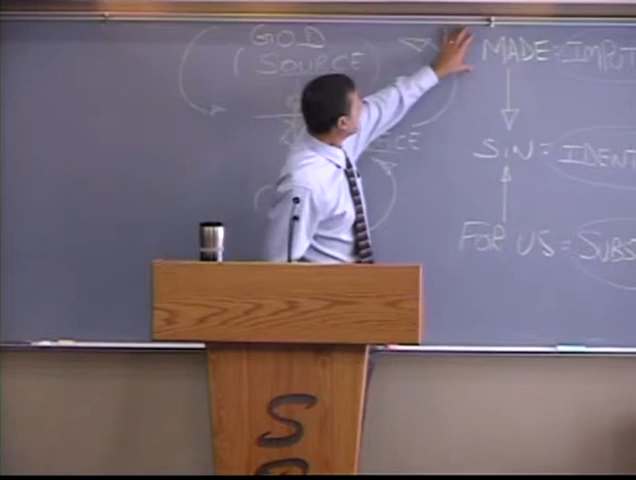 GOD
( SOURCE )
MADE = IMPUT
SIN = IDENT
FOR US = SUBS
S